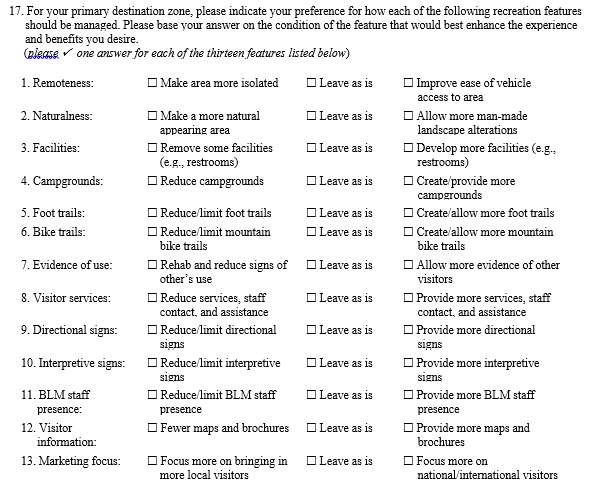 17. For your primary destination zone, please indicate your preference for how each of the following recreation features
should be managed. Please base your answer on the condition of the feature that would best enhance the experience
and benefits you desire.
(please ✓ one answer for each of the thirteen features listed below)
1. Remoteness: ☐ Make area more isolated ☐ Leave as is ☐ Improve ease of vehicle
access to area
2. Naturalness: ☐ Make a more natural ☐ Leave as is ☐ Allow more man-made
appearing area landscape alterations
3. Facilities: ☐ Remove some facilities ☐ Leave as is ☐ Develop more facilities (e.g.,
(e.g., restrooms) restrooms)
4. Campgrounds: ☐ Reduce campgrounds ☐ Leave as is ☐ Create/provide more
campgrounds
5. Foot trails: ☐ Reduce/limit foot trails ☐ Leave as is ☐ Create/allow more foot trails
6. Bike trails: ☐ Reduce/limit mountain ☐ Leave as is ☐ Create/allow more mountain
bike trails bike trails
7. Evidence of use: ☐ Rehab and reduce signs of ☐ Leave as is ☐ Allow more evidence of other
other’s use visitors
8. Visitor services: ☐ Reduce services, staff ☐ Leave as is ☐ Provide more services, staff
contact, and assistance contact, and assistance
9. Directional signs: ☐ Reduce/limit directional ☐ Leave as is ☐ Provide more directional
signs signs
10. Interpretive signs: ☐ Reduce/limit interpretive ☐ Leave as is ☐ Provide more interpretive
signs signs
11. BLM staff ☐ Reduce/limit BLM staff ☐ Leave as is ☐ Provide more BLM staff
presence: presence presence
12. Visitor ☐ Fewer maps and brochures ☐ Leave as is ☐ Provide more maps and
information: brochures
13. Marketing focus: ☐ Focus more on bringing in ☐ Leave as is ☐ Focus more on
more local visitors national/international visitors